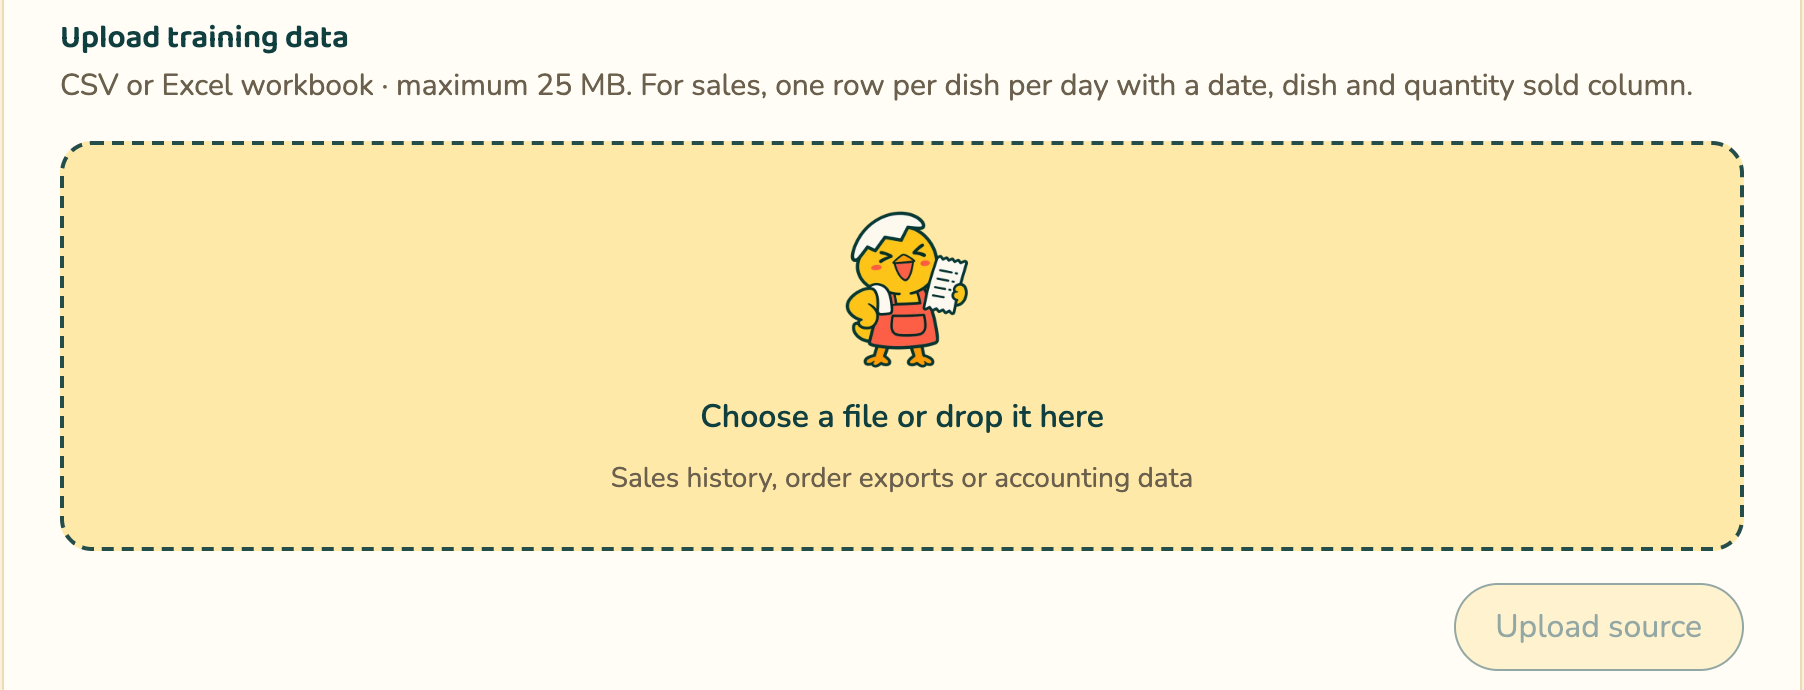 Upload training data
CSV or Excel workbook · maximum 25 MB. For sales, one row per dish per day with a date, dish and quantity sold column.
Choose a file or drop it here
Sales history, order exports or accounting data
Upload source